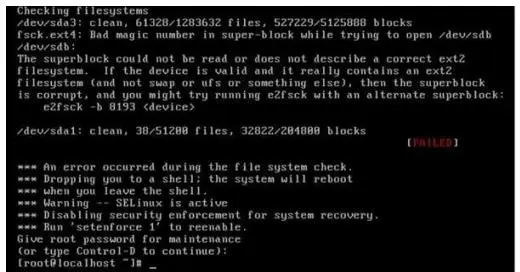 Checking filesystems
/dev/sda3: clean, 61328/1283632 files, 527229/5125888 blocks
fsck.ext4: Bad magic number in super-block while trying to open /dev/sdb
/dev/sdb:
The superblock could not be read or does not describe a correct ext2
filesystem.  If the device is valid and it really contains an ext2
filesystem (and not swap or ufs or something else), then the superblock
is corrupt, and you might try running e2fsck with an alternate superblock:
    e2fsck -b 8193 <device>
/dev/sda1: clean, 38/51200 files, 32822/204800 blocks
[FAILED]
*** An error occurred during the file system check.
*** Dropping you to a shell; the system will reboot
*** when you leave the shell.
*** Warning -- SELinux is active
*** Disabling security enforcement for system recovery.
*** Run 'setenforce 1' to reenable.
Give root password for maintenance
(or type Control-D to continue):
[root@localhost ~]# _